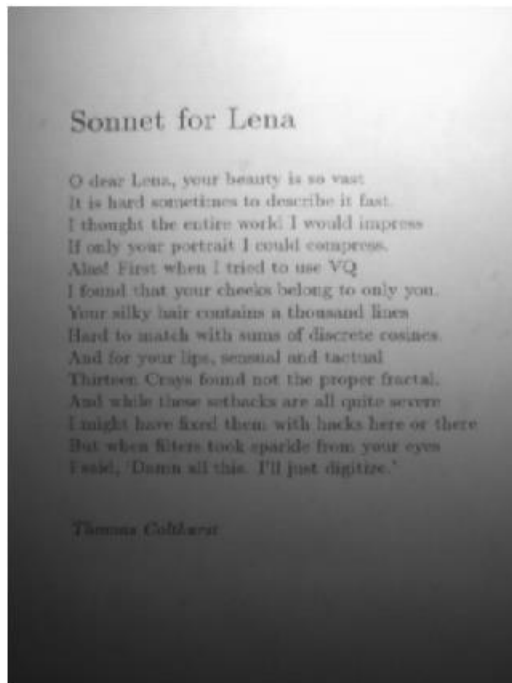 Sonnet for Lena
O dear Lena, your beauty is so vast
It is hard sometimes to describe it fast.
I thought the entire world I would impress
If only your portrait I could compress.
Alas! First when I tried to use VQ
I found that your cheeks belong to only you.
Your silky hair contains a thousand lines
Hard to match with sums of discrete cosines.
And for your lips, sensual and tactual
Thirteen Crays found not the proper fractal.
And while these setbacks are all quite severe
I might have fixed them with hacks here or there
But when filters took sparkle from your eyes
I said, 'Damn all this. I'll just digitize.'
Thomas Colthurst